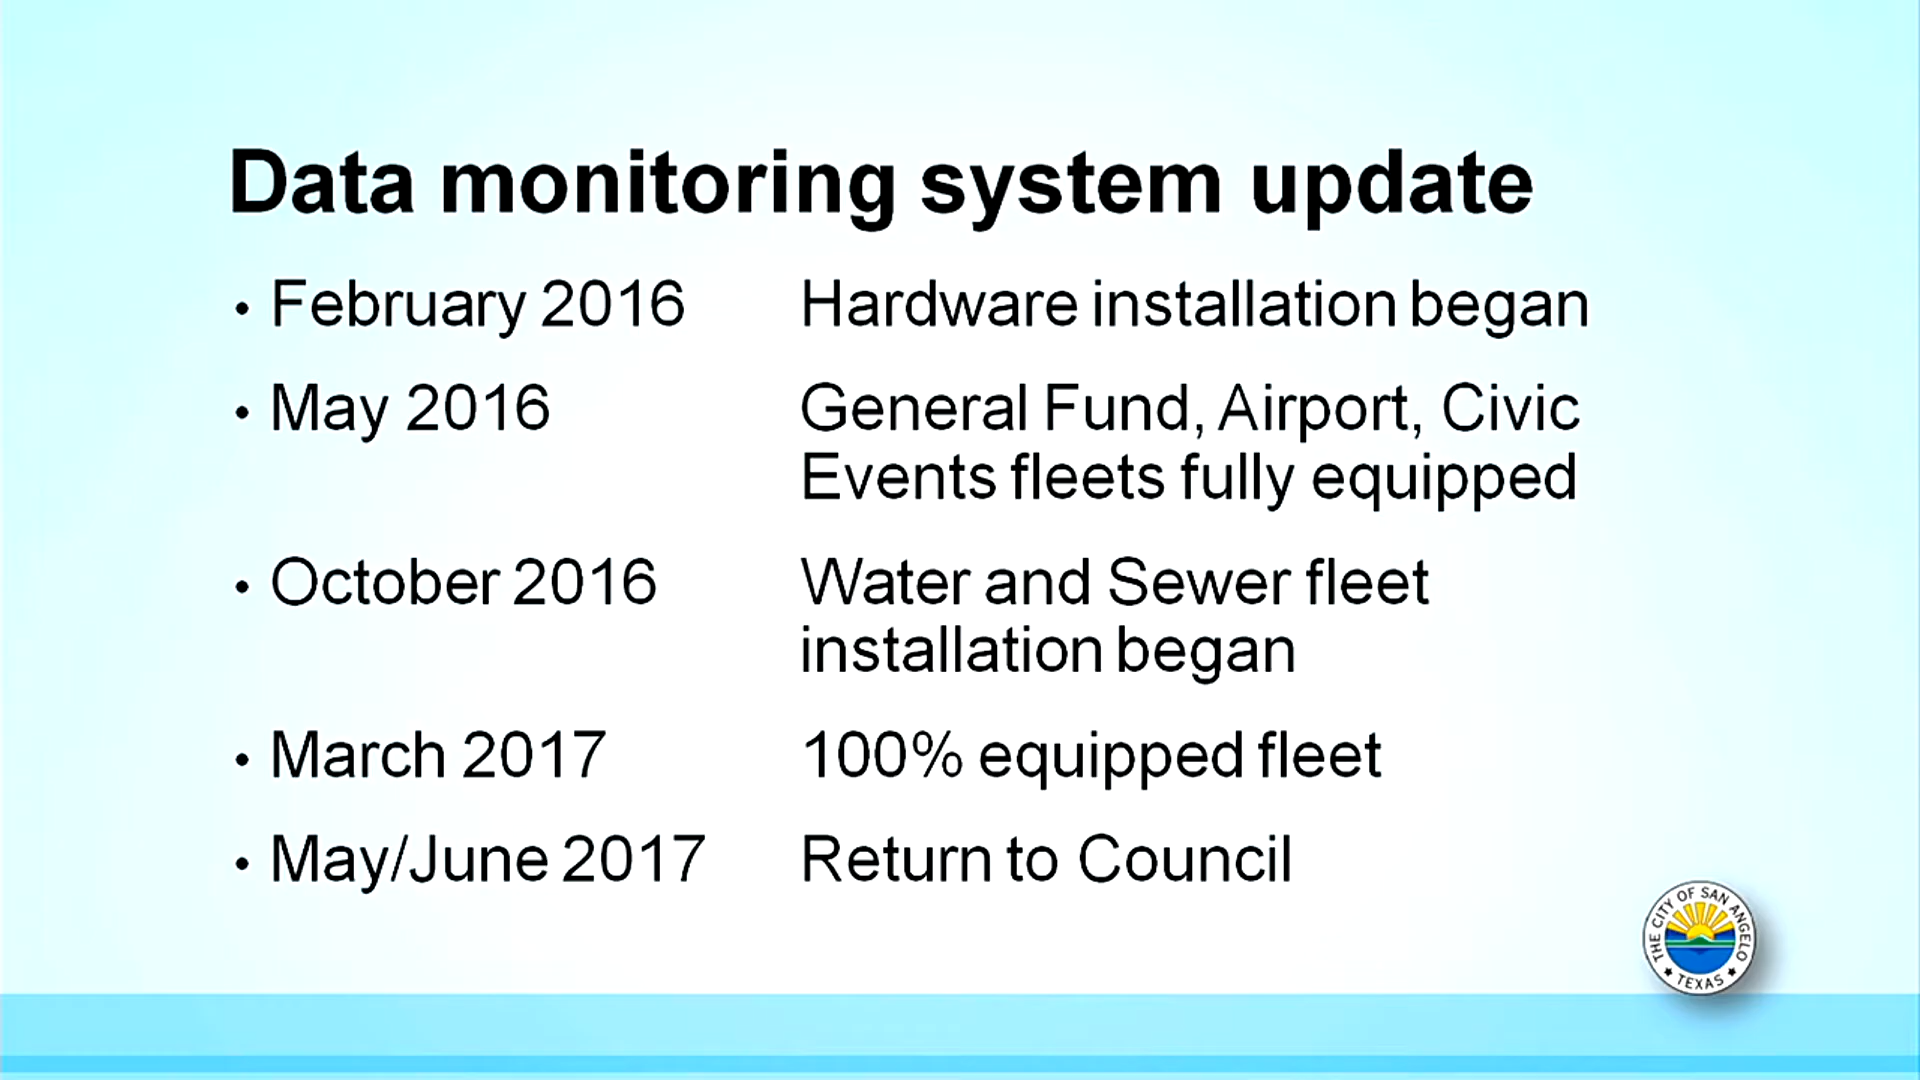 Data monitoring system update
• February 2016 Hardware installation began
• May 2016 General Fund, Airport, Civic
Events fleets fully equipped
• October 2016 Water and Sewer fleet
installation began
• March 2017 100% equipped fleet
• May/June 2017 Return to Council
THE CITY OF SAN ANGELO
★ TEXAS ★